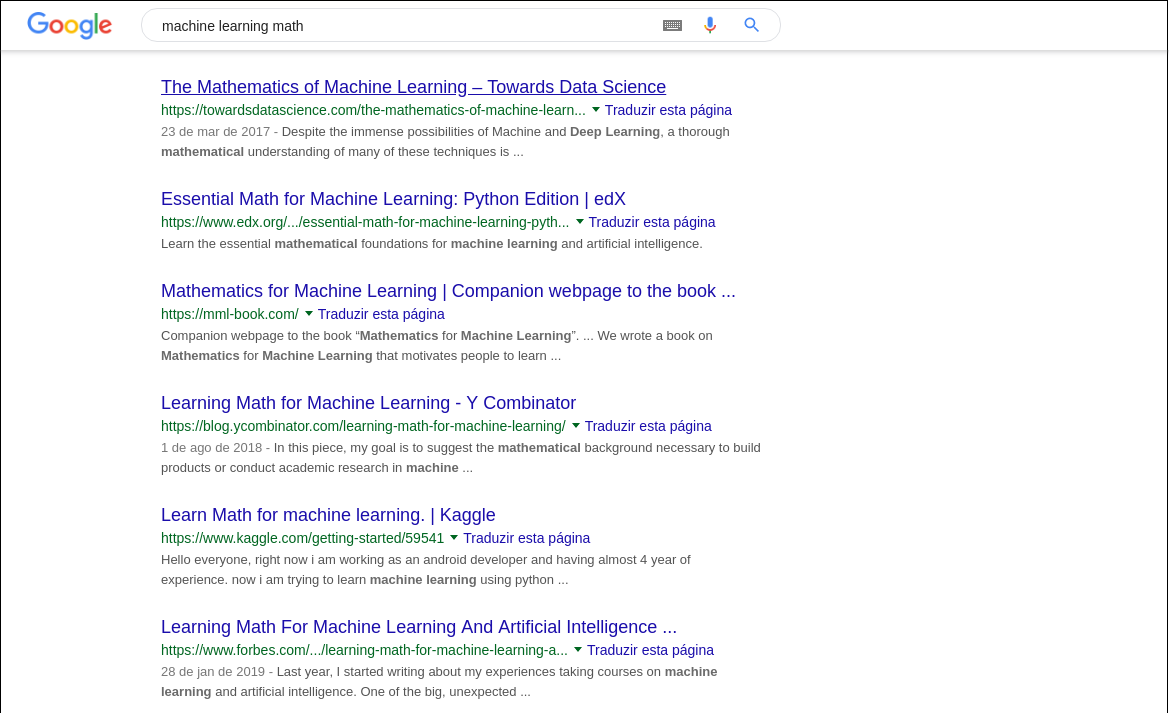 Google
machine learning math
The Mathematics of Machine Learning – Towards Data Science
https://towardsdatascience.com/the-mathematics-of-machine-learn... Traduzir esta página
23 de mar de 2017 - Despite the immense possibilities of Machine and Deep Learning, a thorough
mathematical understanding of many of these techniques is ...
Essential Math for Machine Learning: Python Edition | edX
https://www.edx.org/.../essential-math-for-machine-learning-pyth... Traduzir esta página
Learn the essential mathematical foundations for machine learning and artificial intelligence.
Mathematics for Machine Learning | Companion webpage to the book ...
https://mml-book.com/ Traduzir esta página
Companion webpage to the book “Mathematics for Machine Learning”. ... We wrote a book on
Mathematics for Machine Learning that motivates people to learn ...
Learning Math for Machine Learning - Y Combinator
https://blog.ycombinator.com/learning-math-for-machine-learning/ Traduzir esta página
1 de ago de 2018 - In this piece, my goal is to suggest the mathematical background necessary to build
products or conduct academic research in machine ...
Learn Math for machine learning. | Kaggle
https://www.kaggle.com/getting-started/59541 Traduzir esta página
Hello everyone, right now i am working as an android developer and having almost 4 year of
experience. now i am trying to learn machine learning using python ...
Learning Math For Machine Learning And Artificial Intelligence ...
https://www.forbes.com/.../learning-math-for-machine-learning-a... Traduzir esta página
28 de jan de 2019 - Last year, I started writing about my experiences taking courses on machine
learning and artificial intelligence. One of the big, unexpected ...